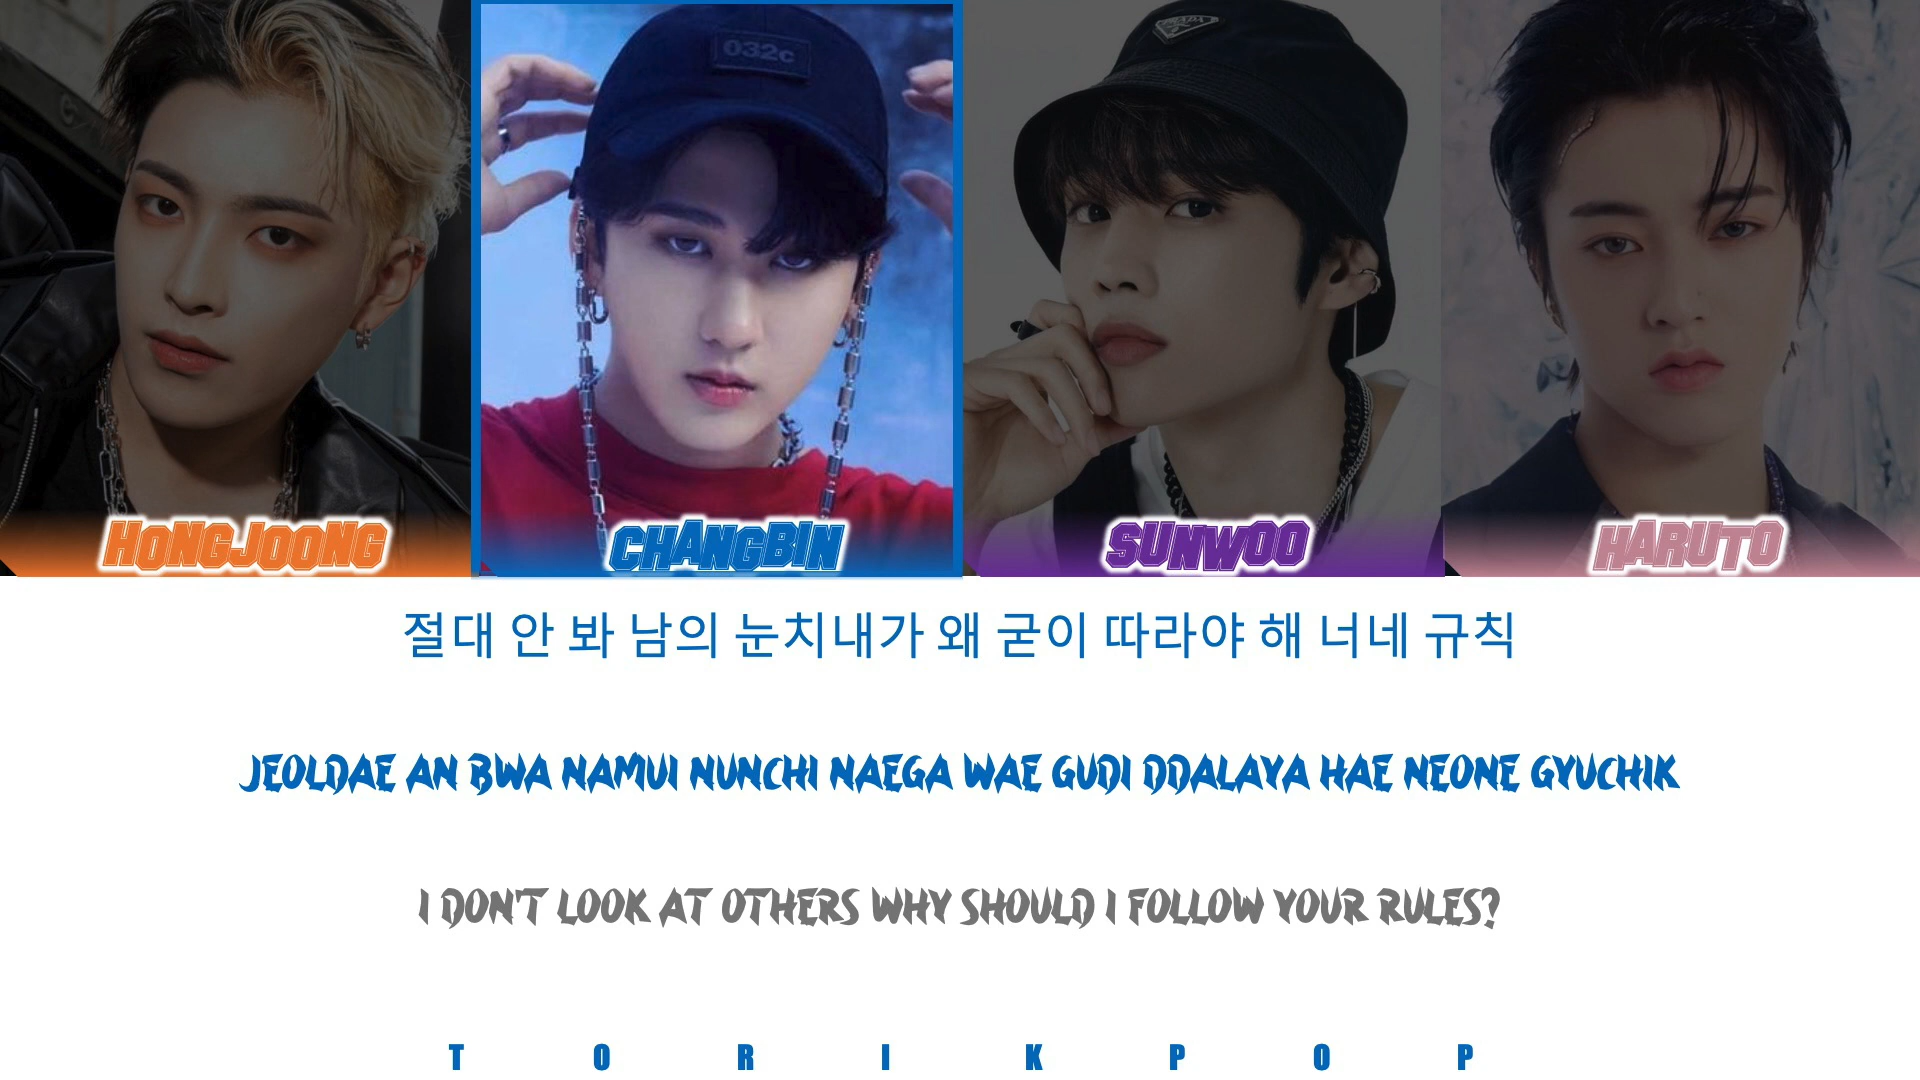 032c
HONGJOONG
CHANGBIN
SUNWOO
HARUTO
절대 안 봐 남의 눈치내가 왜 굳이 따라야 해 너네 규칙
JEOLDAE AN BWA NAMUI NUNCHI NAEGA WAE GUDI DDALAYA HAE NEONE GYUCHIK
I DON'T LOOK AT OTHERS WHY SHOULD I FOLLOW YOUR RULES?
T O R I K P O P